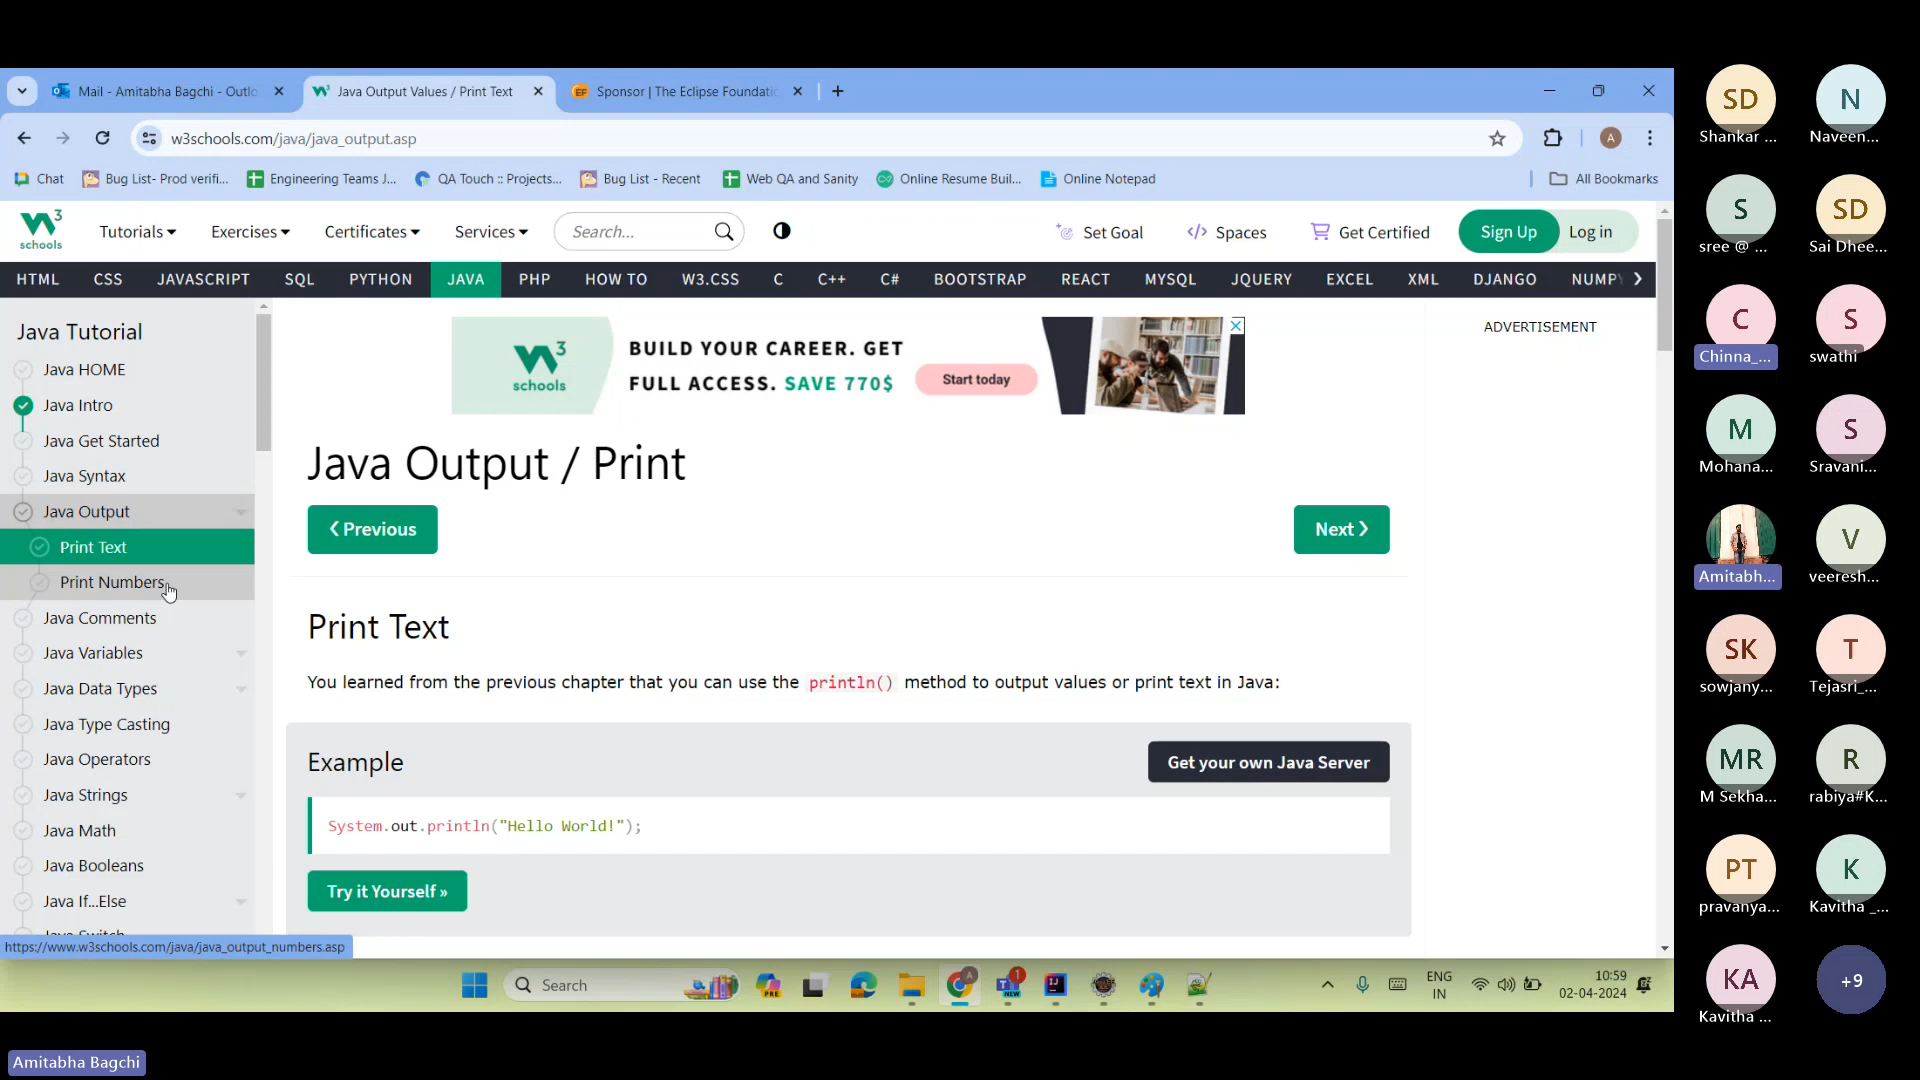 Mail - Amitabha Bagchi - Outlo
Java Output Values / Print Text
Sponsor | The Eclipse Foundatio
w3schools.com/java/java_output.asp
A
Chat
Bug List- Prod verifi...
Engineering Teams J...
QA Touch :: Projects...
Bug List - Recent
Web QA and Sanity
Online Resume Buil...
Online Notepad
All Bookmarks
W3 schools
Tutorials
Exercises
Certificates
Services
Search...
Set Goal
Spaces
Get Certified
Sign Up
Log in
HTML CSS JAVASCRIPT SQL PYTHON JAVA PHP HOW TO W3.CSS C C++ C# BOOTSTRAP REACT MYSQL JQUERY EXCEL XML DJANGO NUMPY
Java Tutorial
Java HOME
Java Intro
Java Get Started
Java Syntax
Java Output
Print Text
Print Numbers
Java Comments
Java Variables
Java Data Types
Java Type Casting
Java Operators
Java Strings
Java Math
Java Booleans
Java If...Else
Java Switch
https://www.w3schools.com/java/java_output_numbers.asp
W3 schools
BUILD YOUR CAREER. GET
FULL ACCESS. SAVE 770$
Start today
ADVERTISEMENT
Java Output / Print
❮ Previous
Next ❯
Print Text
You learned from the previous chapter that you can use the println() method to output values or print text in Java:
Example
Get your own Java Server
System.out.println("Hello World!");
Try it Yourself »
Search
PRE
A
1
NEW
ENG
IN
10:59
02-04-2024
SD
Shankar ...
N
Naveen...
S
sree @ ...
SD
Sai Dhee...
C
Chinna_...
S
swathi
M
Mohana...
S
Sravani...
Amitabh...
V
veeresh...
SK
sowjany...
T
Tejasri_...
MR
M Sekha...
R
rabiya#K...
PT
pravanya...
K
Kavitha _...
KA
Kavitha ...
+9
Amitabha Bagchi